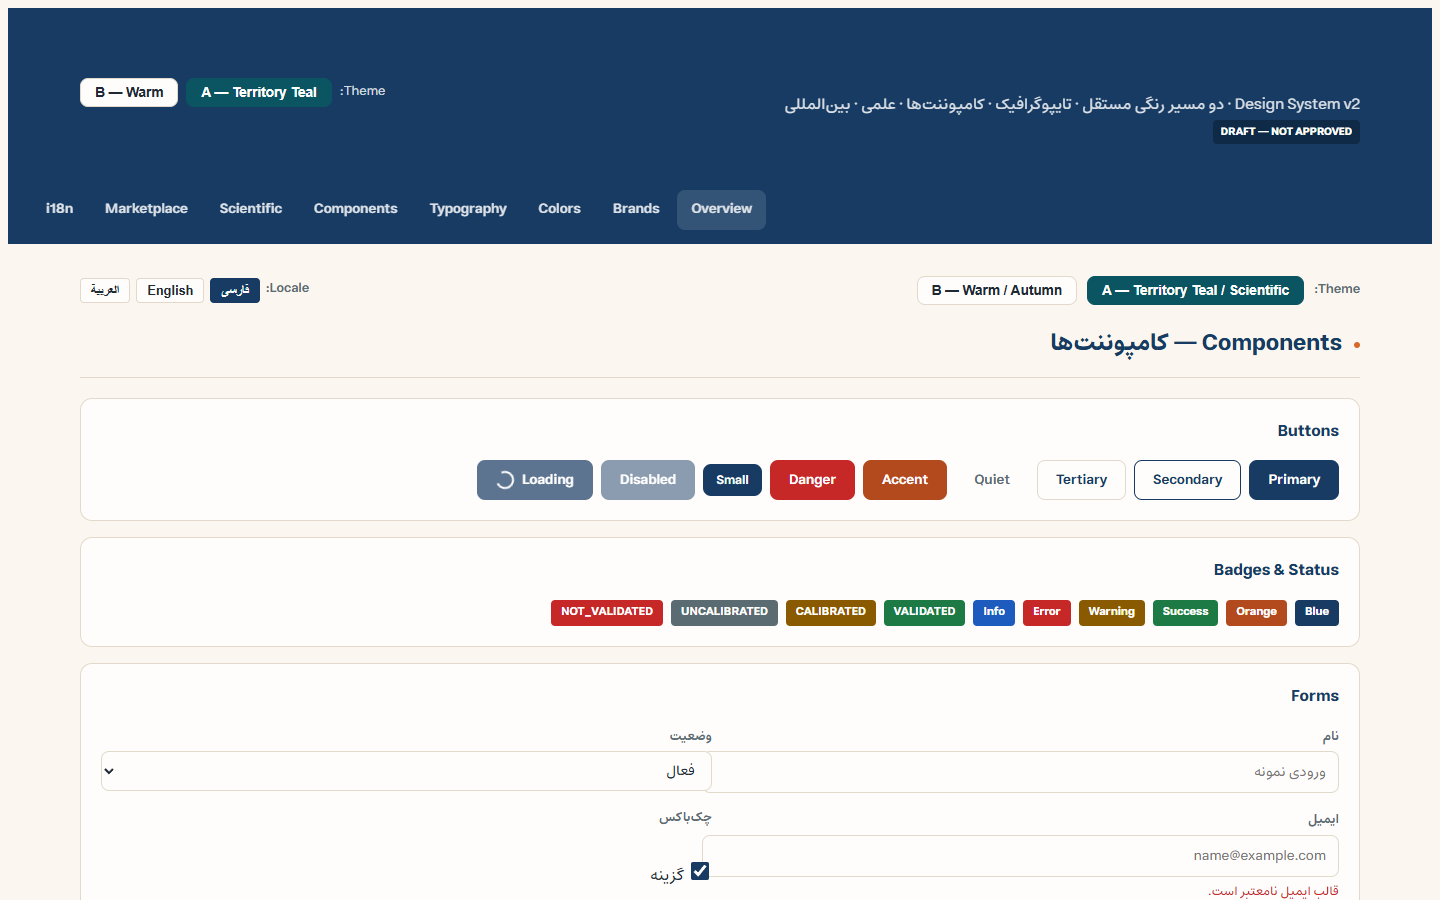 Design System v2 · دو مسیر رنگی مستقل · تایپوگرافیک · کامپوننت‌ها · علمی · بین‌المللی
DRAFT — NOT APPROVED
Theme:
A — Territory Teal
B — Warm
Overview
Brands
Colors
Typography
Components
Scientific
Marketplace
i18n
Theme:
A — Territory Teal / Scientific
B — Warm / Autumn
Locale:
فارسی
English
العربية
Components — کامپوننت‌ها
Buttons
Primary
Secondary
Tertiary
Quiet
Accent
Danger
Small
Disabled
Loading
Badges & Status
Blue
Orange
Success
Warning
Error
Info
VALIDATED
CALIBRATED
UNCALIBRATED
NOT_VALIDATED
Forms
نام
ورودی نمونه
وضعیت
فعال
ایمیل
name@example.com
قالب ایمیل نامعتبر است.
چک‌باکس
گزینه